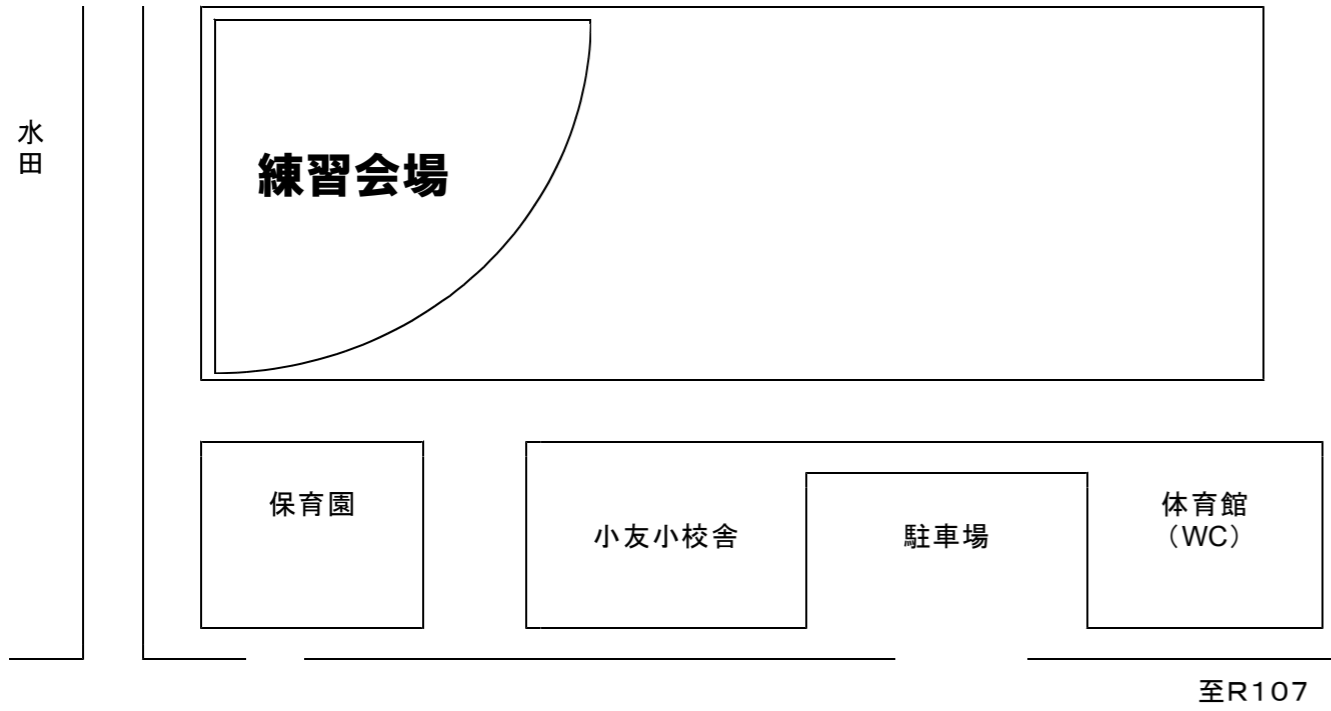 水田
練習会場
保育園
小友小校舎
駐車場
体育館
（WC）
至R107